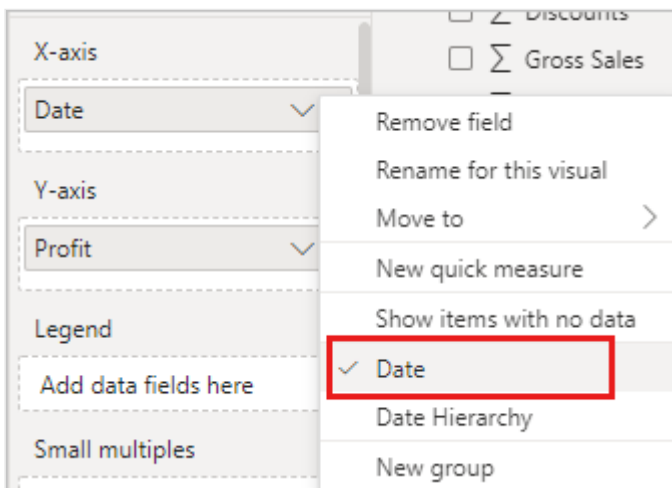 Discounts
X-axis
Gross Sales
Date
Remove field
Rename for this visual
Y-axis
Move to
Profit
New quick measure
Legend
Show items with no data
Add data fields here
Date
Date Hierarchy
Small multiples
New group